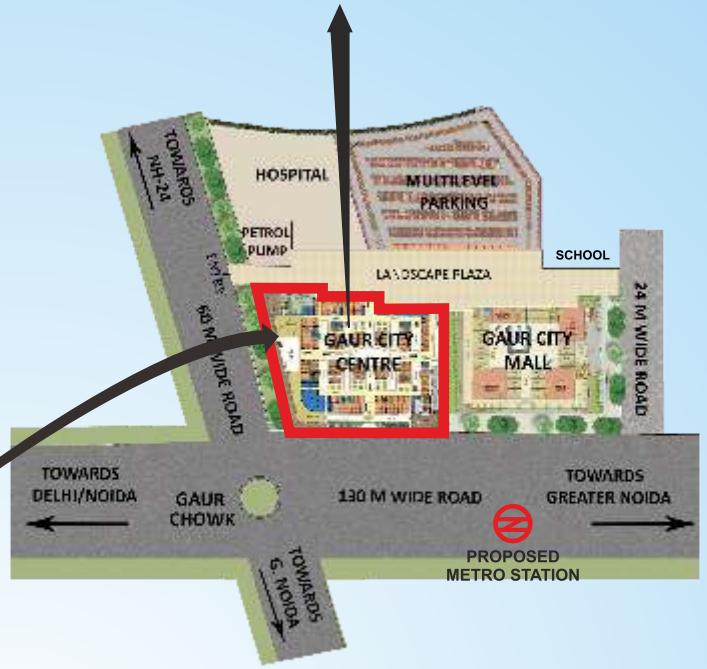 TOWARDS
NH-24
HOSPITAL
MULTILEVEL
PARKING
PETROL
PUMP
SCHOOL
LANDSCAPE PLAZA
60 M WIDE ROAD
24 M WIDE ROAD
GAUR CITY
CENTRE
GAUR CITY
MALL
TOWARDS
DELHI/NOIDA
GAUR
CHOWK
130 M WIDE ROAD
TOWARDS
GREATER NOIDA
PROPOSED
METRO STATION
TOWARDS
G. NOIDA